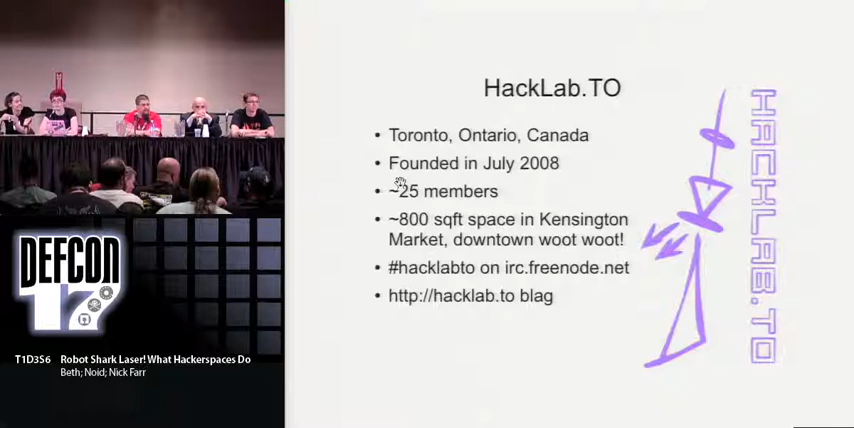 HackLab.TO
• Toronto, Ontario, Canada
• Founded in July 2008
• ~25 members
• ~800 sqft space in Kensington
Market, downtown woot woot!
• #hacklabto on irc.freenode.net
• http://hacklab.to blag
HACKLAB.TO
DEFCON
17
T1D3S6 Robot Shark Laser! What Hackerspaces Do
Beth; Noid; Nick Farr